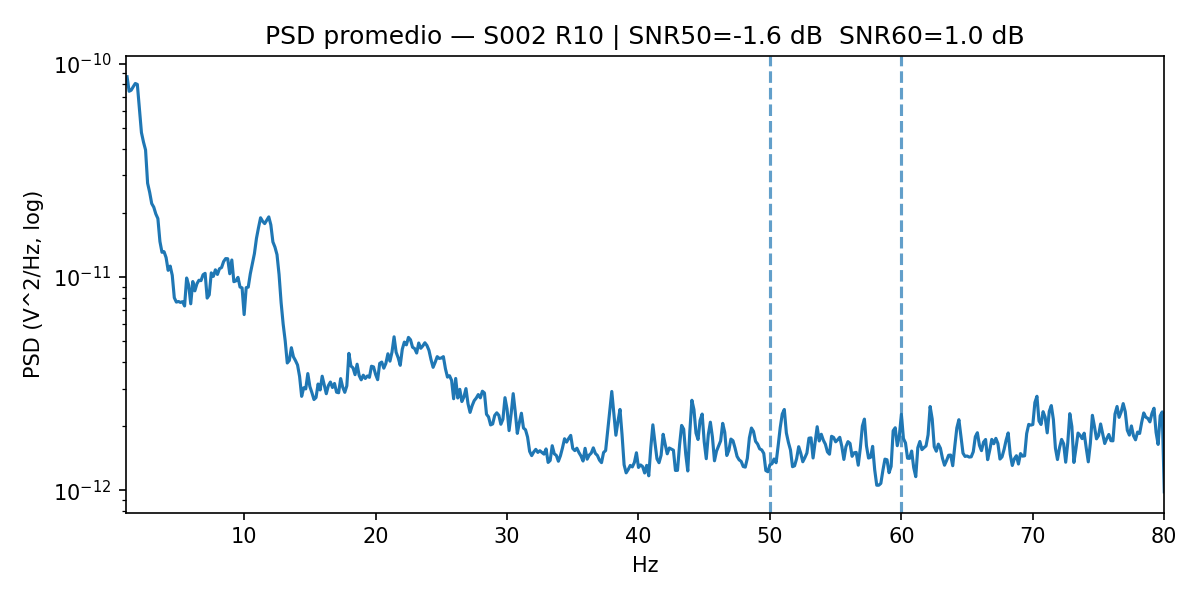 PSD promedio — S002 R10 | SNR50=-1.6 dB  SNR60=1.0 dB
PSD (V^2/Hz, log)
10⁻¹⁰
10⁻¹¹
10⁻¹²
10 20 30 40 50 60 70 80
Hz